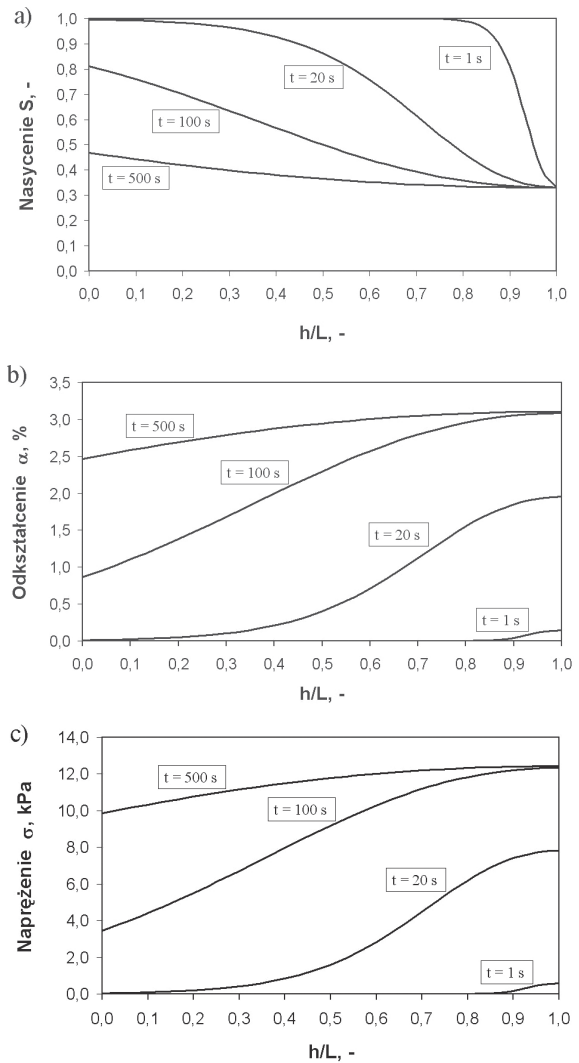 a)
Nasycenie S, -
1,0
0,9
0,8
0,7
0,6
0,5
0,4
0,3
0,2
0,1
0,0
t = 1 s
t = 20 s
t = 100 s
t = 500 s
0,0 0,1 0,2 0,3 0,4 0,5 0,6 0,7 0,8 0,9 1,0
h/L, -
b)
Odkształcenie α, %
3,5
3,0
2,5
2,0
1,5
1,0
0,5
0,0
t = 500 s
t = 100 s
t = 20 s
t = 1 s
0,0 0,1 0,2 0,3 0,4 0,5 0,6 0,7 0,8 0,9 1,0
h/L, -
c)
Naprężenie σ, kPa
14,0
12,0
10,0
8,0
6,0
4,0
2,0
0,0
t = 500 s
t = 100 s
t = 20 s
t = 1 s
0,0 0,1 0,2 0,3 0,4 0,5 0,6 0,7 0,8 0,9 1,0
h/L, -